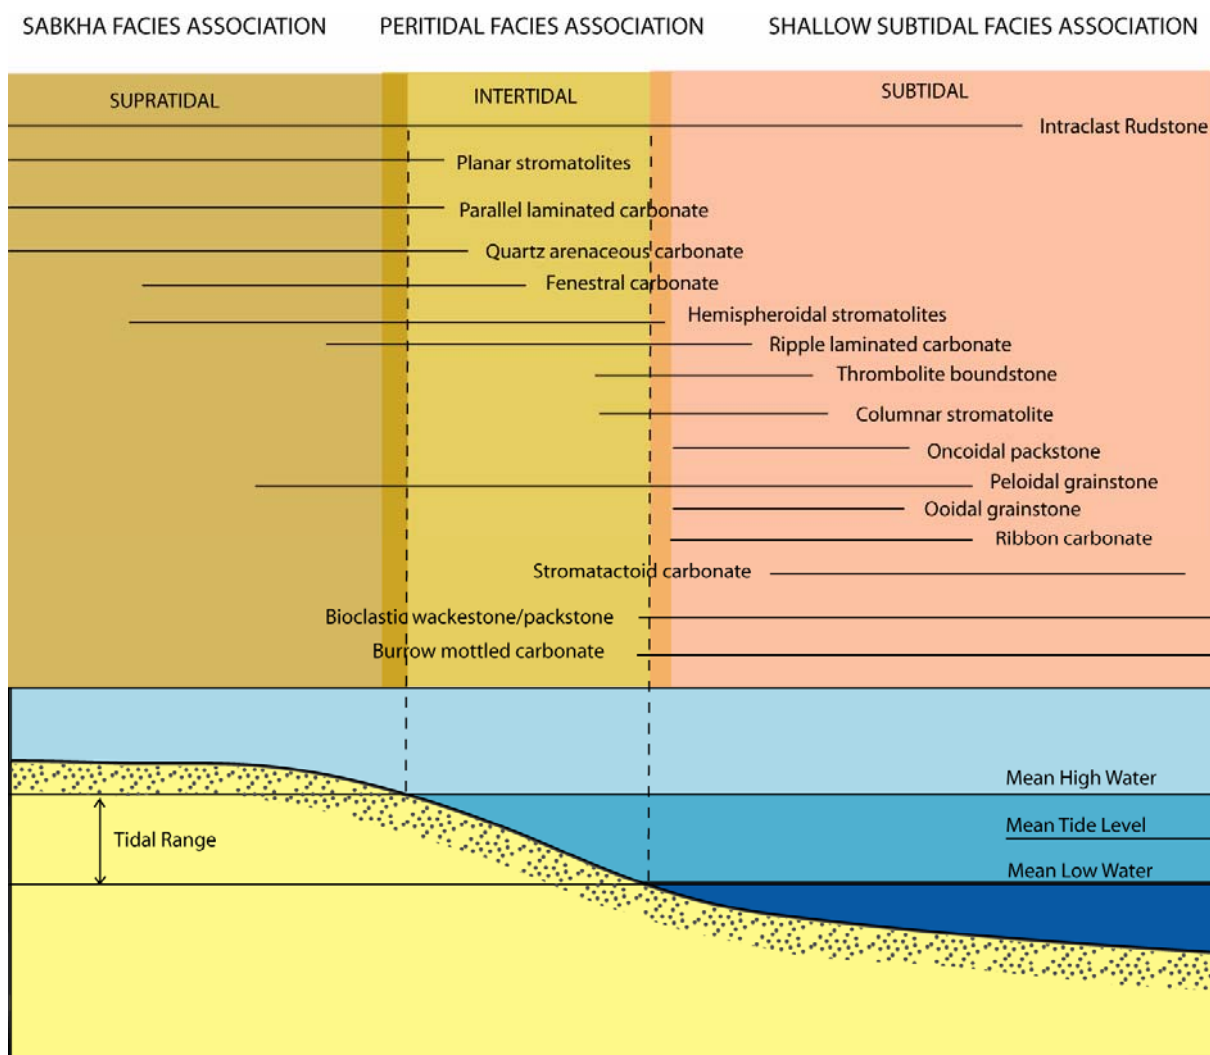 SABKHA FACIES ASSOCIATION
PERITIDAL FACIES ASSOCIATION
SHALLOW SUBTIDAL FACIES ASSOCIATION
SUPRATIDAL
INTERTIDAL
SUBTIDAL
Intraclast Rudstone
Planar stromatolites
Parallel laminated carbonate
Quartz arenaceous carbonate
Fenestral carbonate
Hemispheroidal stromatolites
Ripple laminated carbonate
Thrombolite boundstone
Columnar stromatolite
Oncoidal packstone
Peloidal grainstone
Ooidal grainstone
Ribbon carbonate
Stromatactoid carbonate
Bioclastic wackestone/packstone
Burrow mottled carbonate
Mean High Water
Mean Tide Level
Tidal Range
Mean Low Water